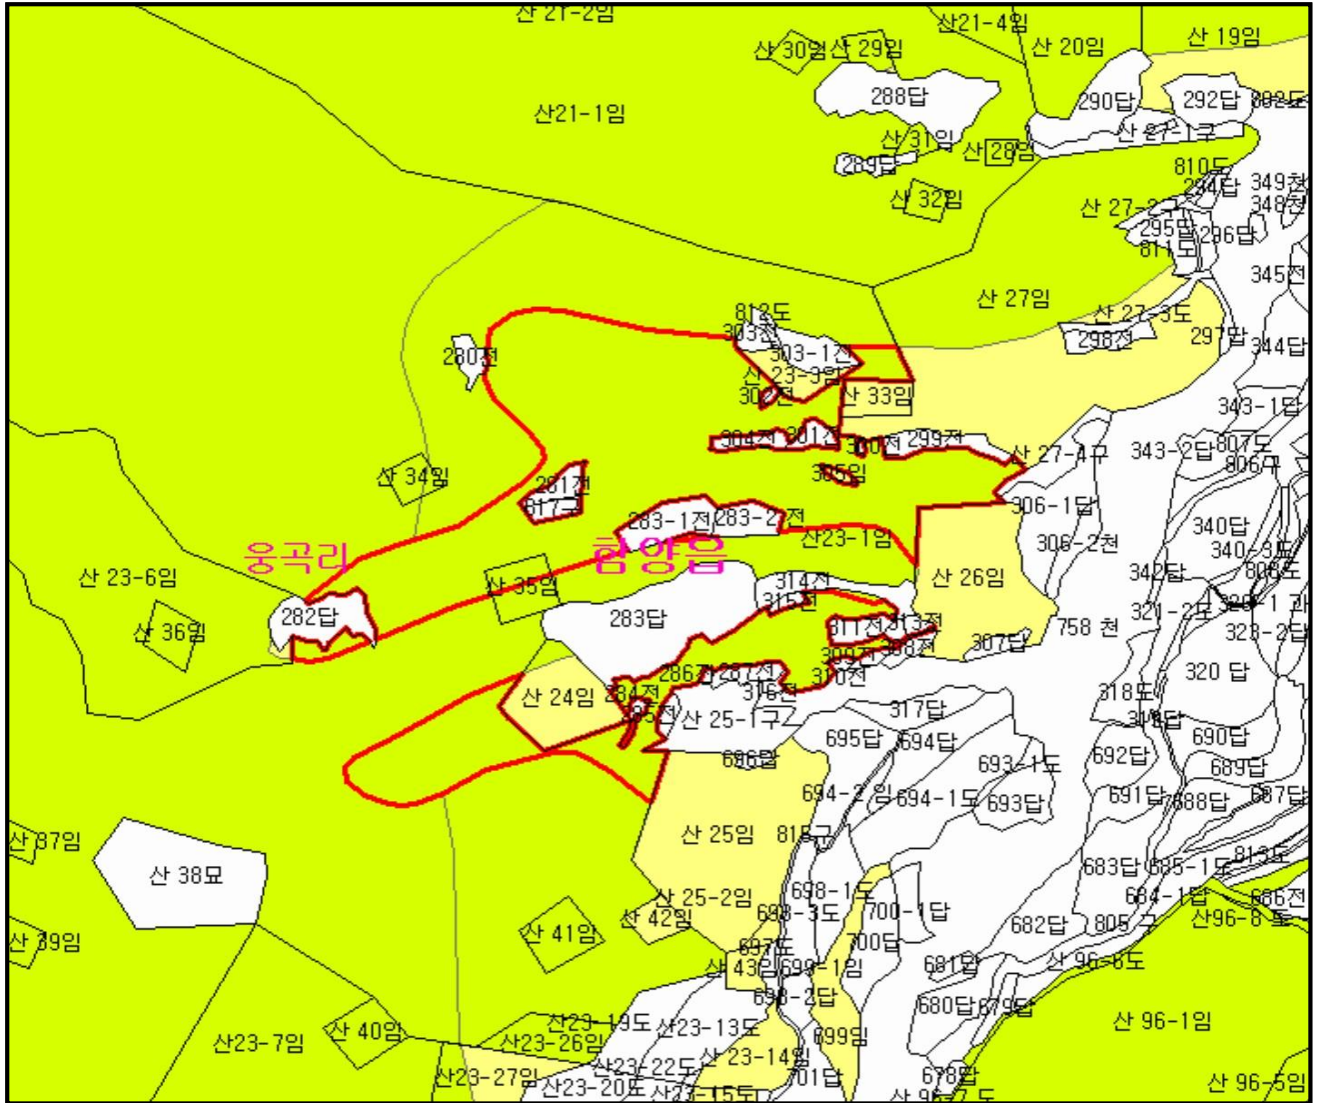 산 21-2임
산21-4임
산 19임
산 30임
산 29임
산 20임
288답
290답
292답
802도
산21-1임
산 27-1구
산 31임
산 28임
289답
810도
294답
349천
348천
산 32임
산 27-2구
295답
296답
811도
345전
산 27임
812도
산 27-3도
303전
298전
297답
344답
280전
303-1전
산 23-3임
302전
산 33임
343-1답
304전
301전
300전
299전
산 27-4구
343-2답
807도
806구
산 34임
281전
305임
817구
306-1답
283-1전
283-2전
산23-1임
340답
306-2천
340-3도
웅곡리
함양읍
산 23-6임
산 35임
314전
산 26임
342답
808도
315전
282답
283답
321-2도
산 36임
311전
313전
758 천
323-2답
307답
309전
308전
286전
287전
310전
320 답
산 24임
284전
316전
318도
285전
산 25-1구
317답
319답
695답
694답
690답
696답
693-1도
692답
689답
694-2 임
694-1도
693답
691답
688답
687답
산 37임
산 25임
815구
683답
685-1도
813도
산 38묘
698-1도
684-1답
686전
산 25-2임
698-3도
700-1답
산 42임
682답
805 구
산96-8 도
산 39임
산 41임
697도
700답
산 43임
699-1임
681답
산 96-6도
698-2답
680답
679답
산 40임
산23-19도
산23-13도
699임
산 96-1임
산23-7임
산23-26임
산 23-14임
산23-22도
산23-27임
산23-20도
산23-15도
701답
678답
산 96-7 도
산 96-5임